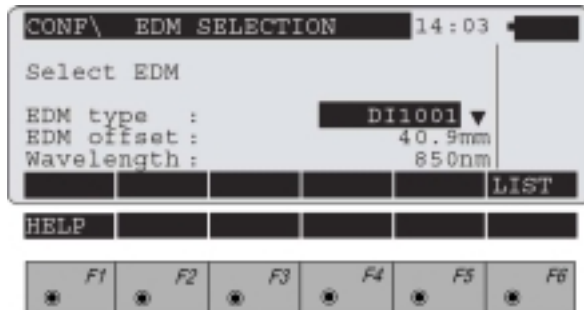 CONF\ EDM SELECTION 14:03
Select EDM
EDM type : DI1001 ▼
EDM offset: 40.9mm
Wavelength: 850nm
LIST
HELP
F1 F2 F3 F4 F5 F6